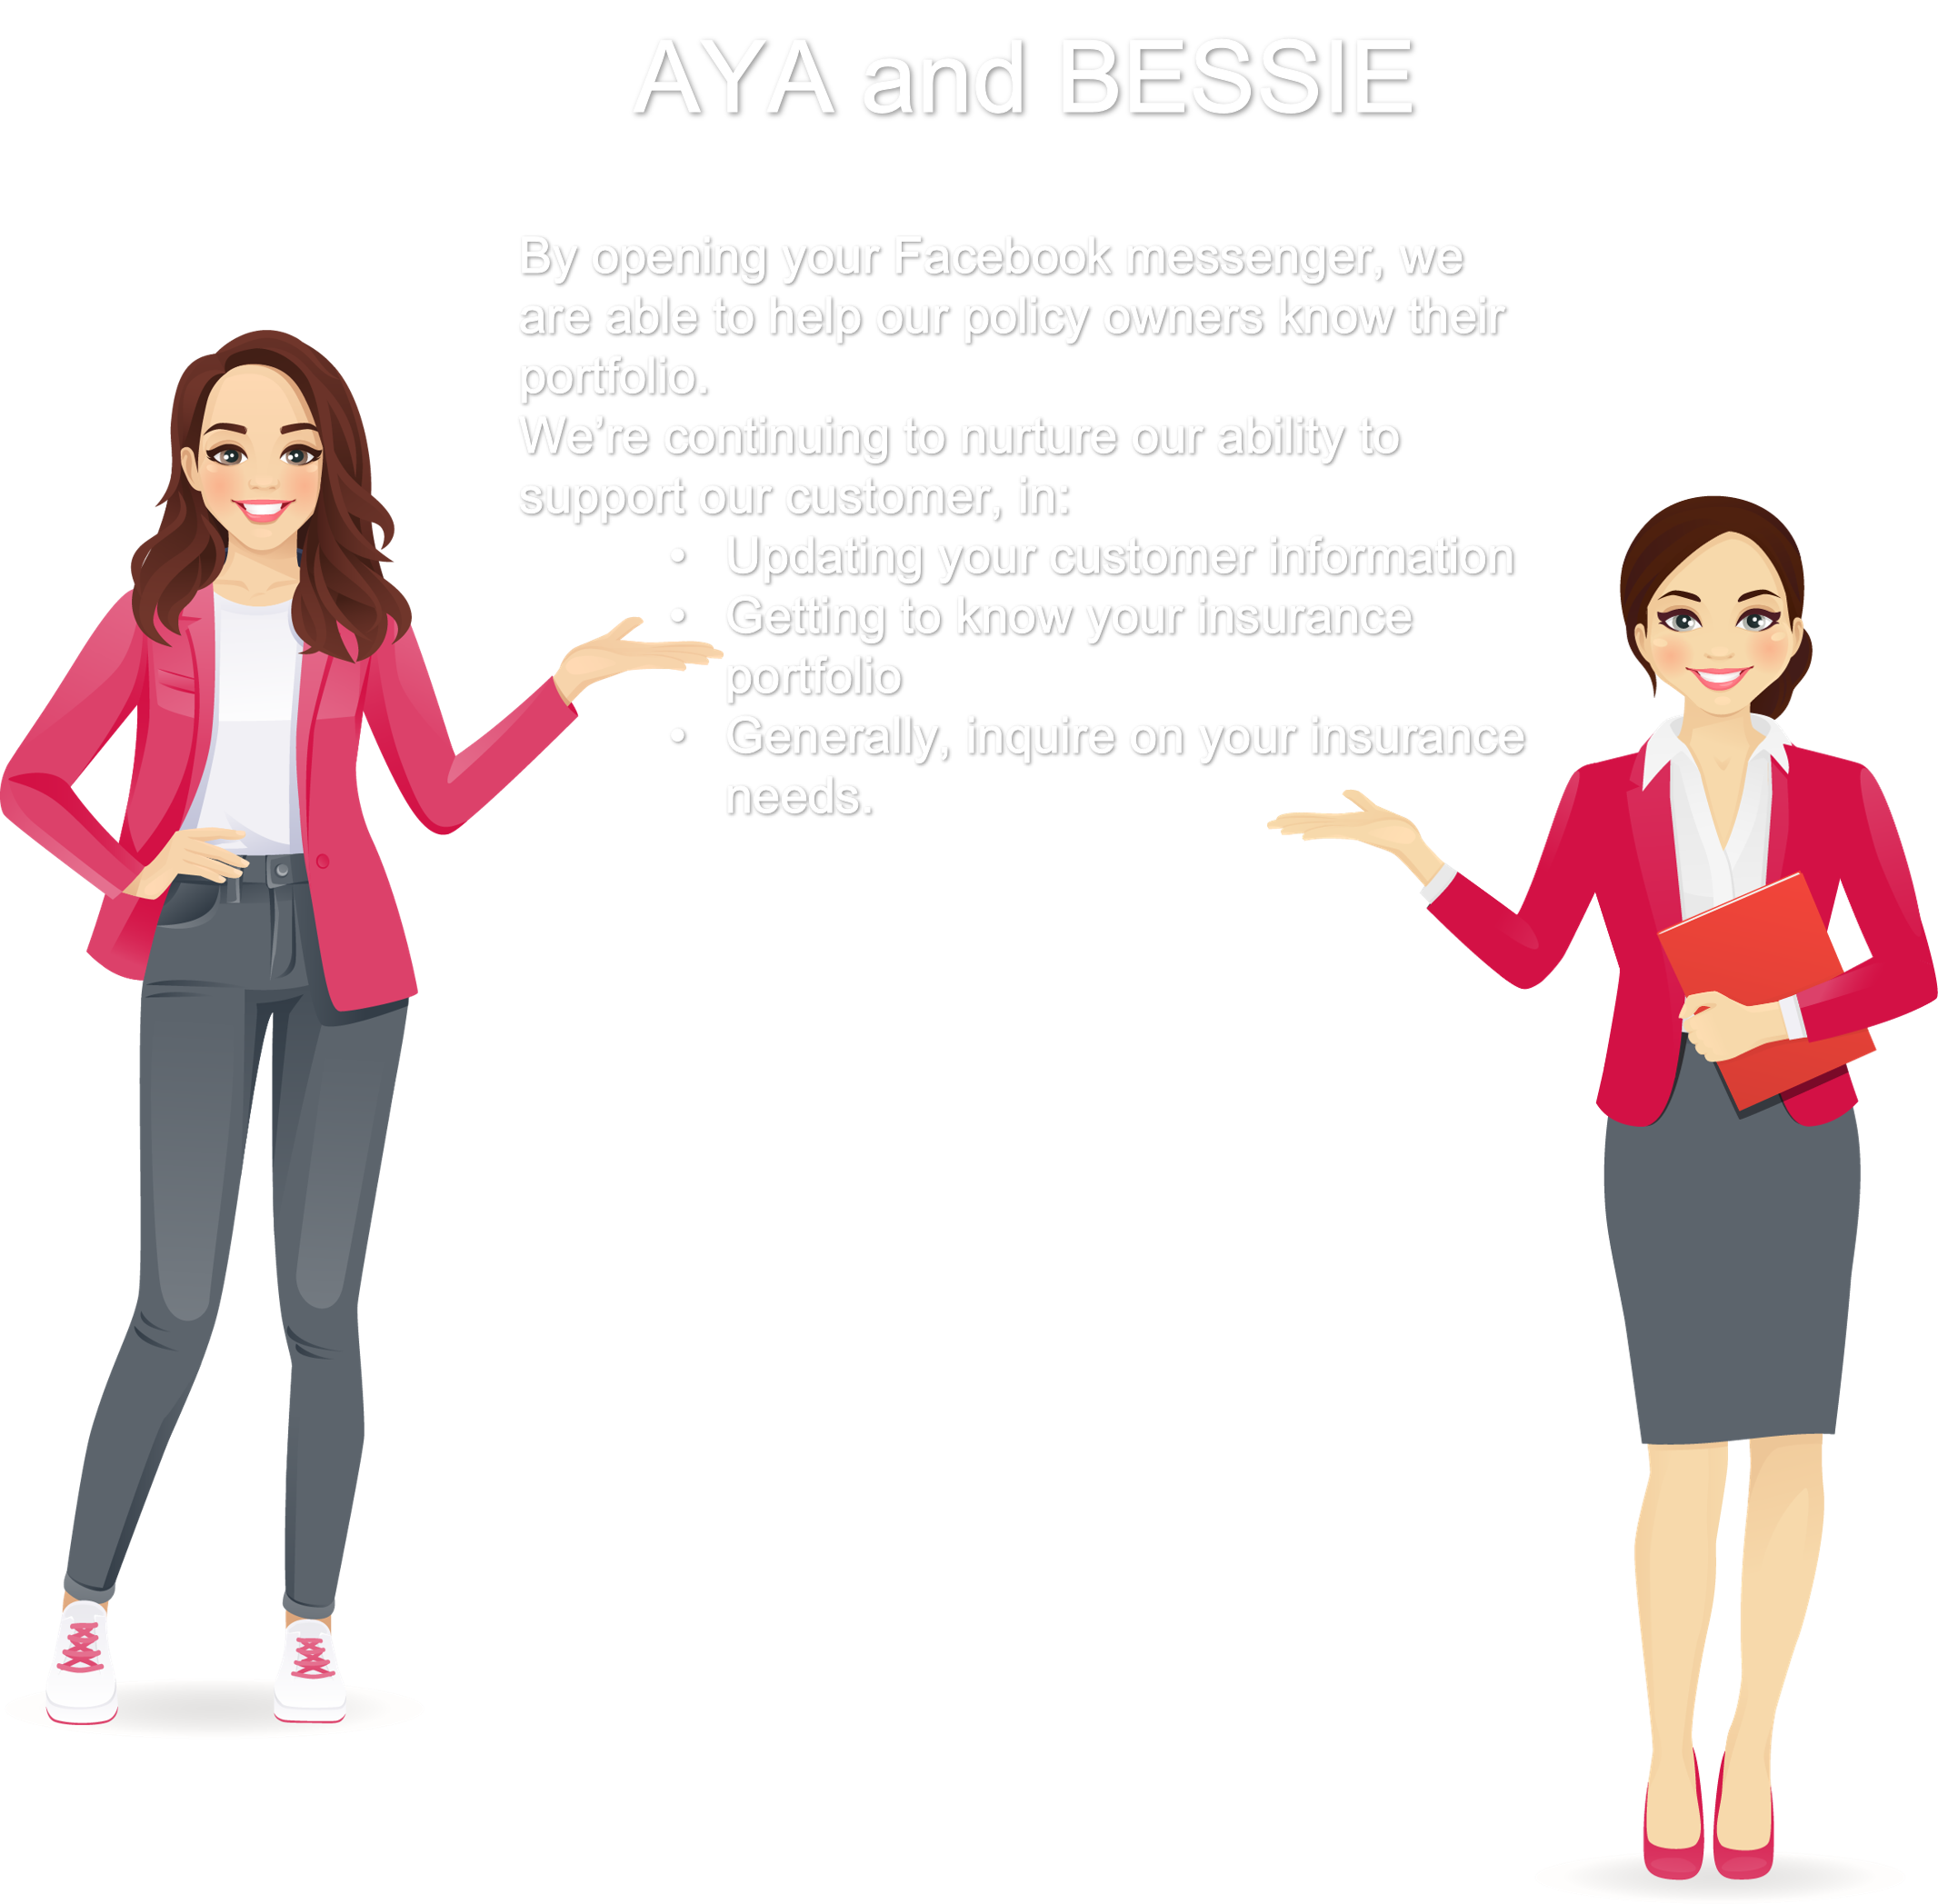 AYA and BESSIE
By opening your Facebook messenger, we
are able to help our policy owners know their
portfolio.
We’re continuing to nurture our ability to
support our customer, in:
• Updating your customer information
• Getting to know your insurance
portfolio
• Generally, inquire on your insurance
needs.